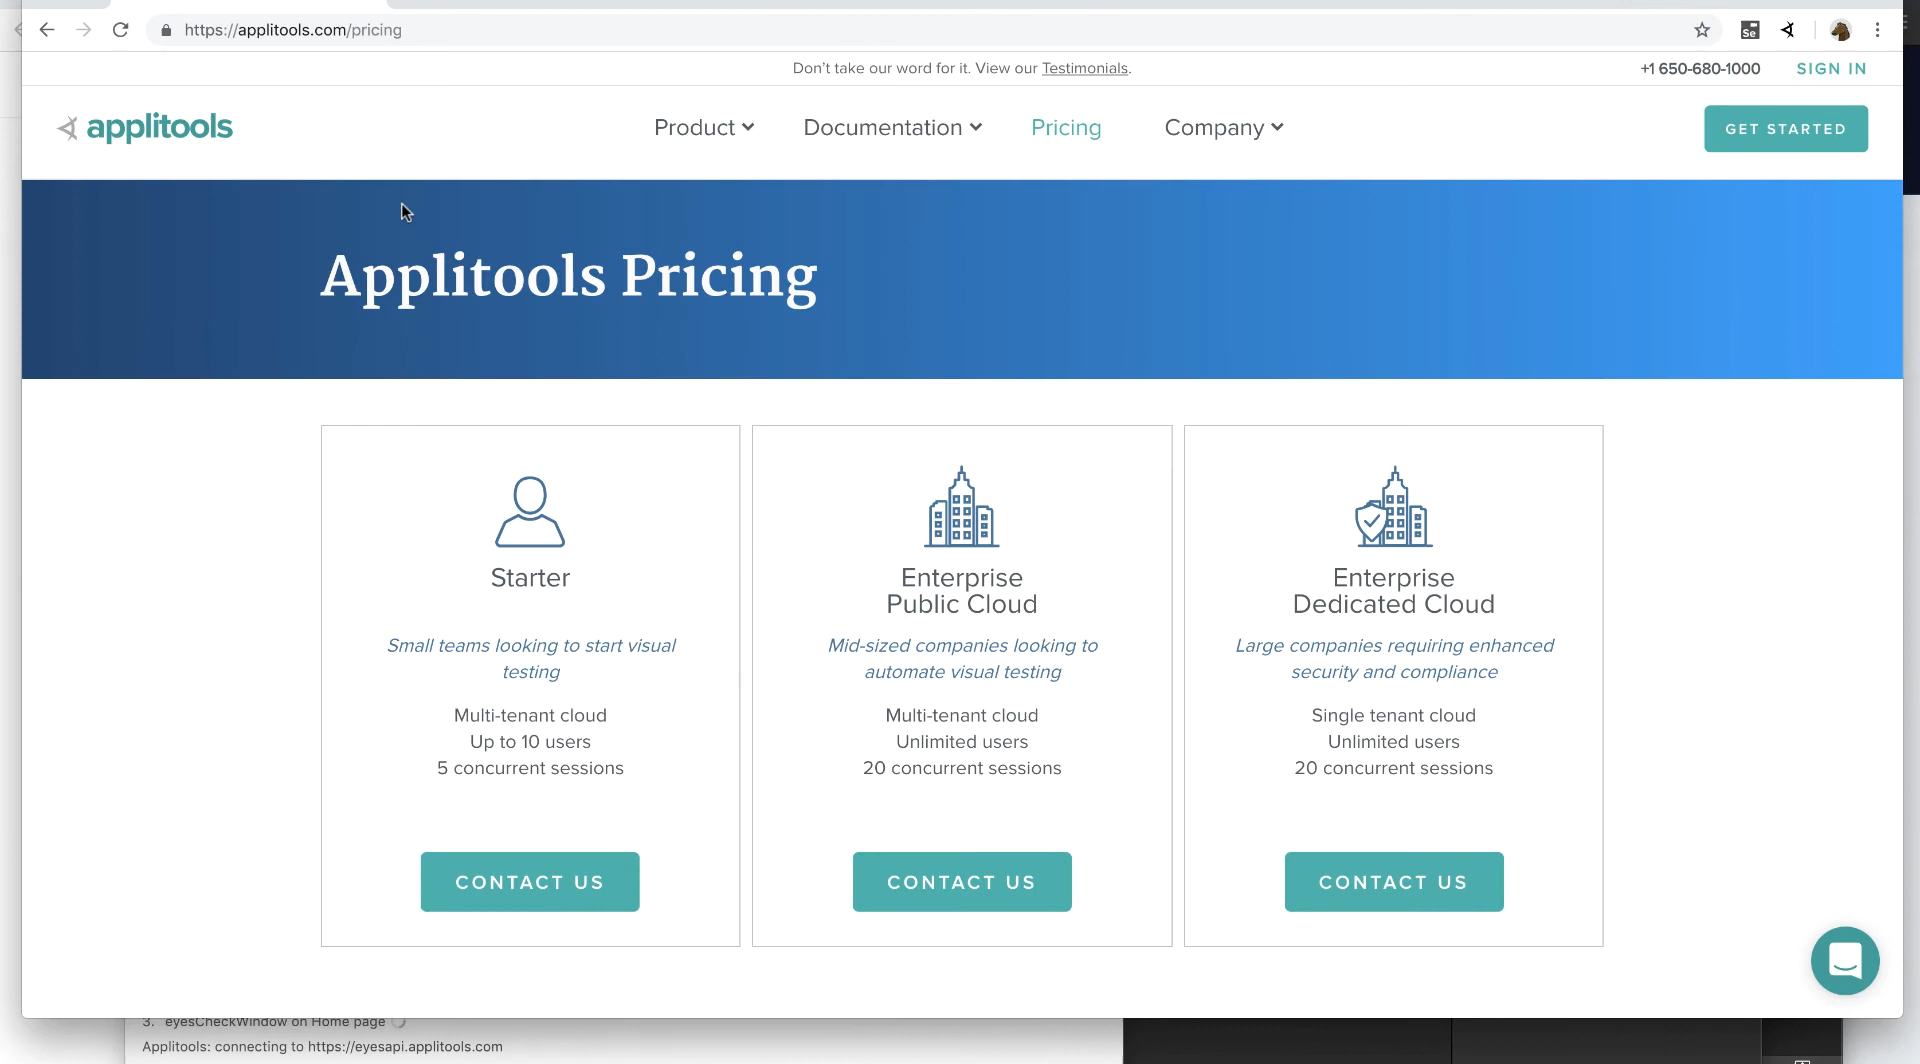 https://applitools.com/pricing
Se
Don't take our word for it. View our Testimonials.
+1 650-680-1000
SIGN IN
applitools
Product
Documentation
Pricing
Company
GET STARTED
Applitools Pricing
Starter
Small teams looking to start visual
testing
Multi-tenant cloud
Up to 10 users
5 concurrent sessions
CONTACT US
Enterprise
Public Cloud
Mid-sized companies looking to
automate visual testing
Multi-tenant cloud
Unlimited users
20 concurrent sessions
CONTACT US
Enterprise
Dedicated Cloud
Large companies requiring enhanced
security and compliance
Single tenant cloud
Unlimited users
20 concurrent sessions
CONTACT US
3. eyesCheckWindow on Home page
Applitools: connecting to https://eyesapi.applitools.com